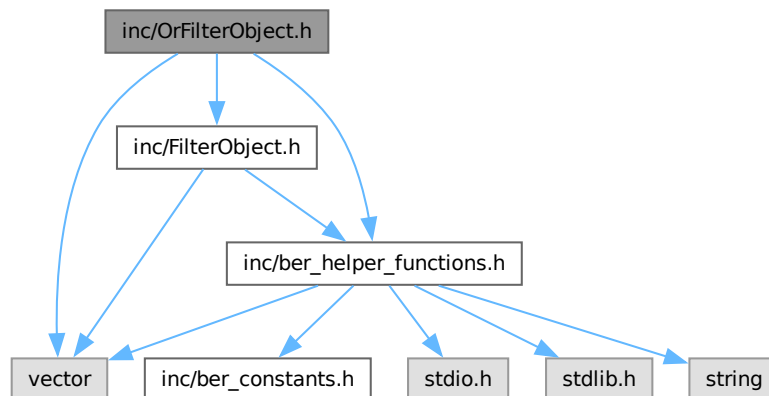 inc/OrFilterObject.h
inc/FilterObject.h
inc/ber_helper_functions.h
vector
inc/ber_constants.h
stdio.h
stdlib.h
string